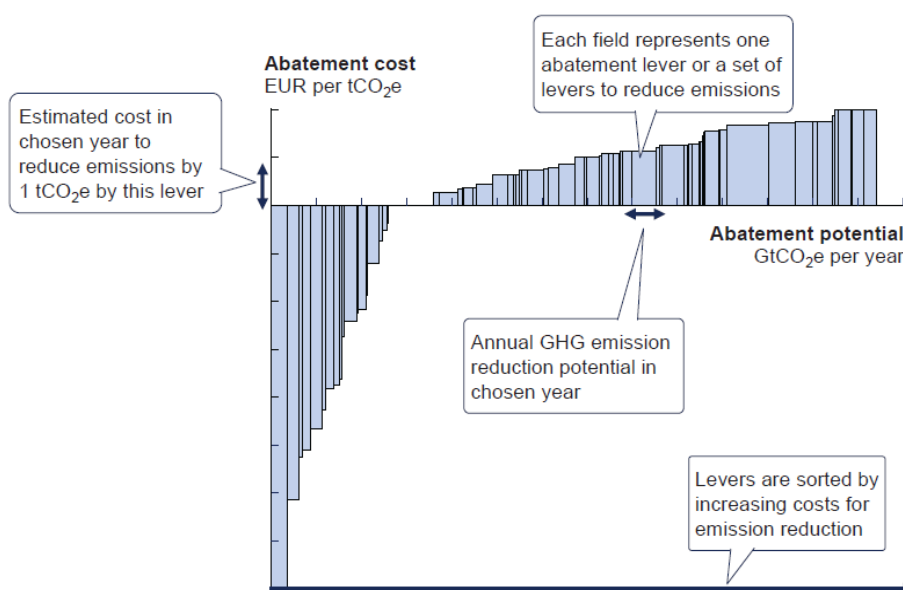 Abatement cost
EUR per tCO₂e
Each field represents one
abatement lever or a set of
levers to reduce emissions
Estimated cost in
chosen year to
reduce emissions by
1 tCO₂e by this lever
Abatement potential
GtCO₂e per year
Annual GHG emission
reduction potential in
chosen year
Levers are sorted by
increasing costs for
emission reduction